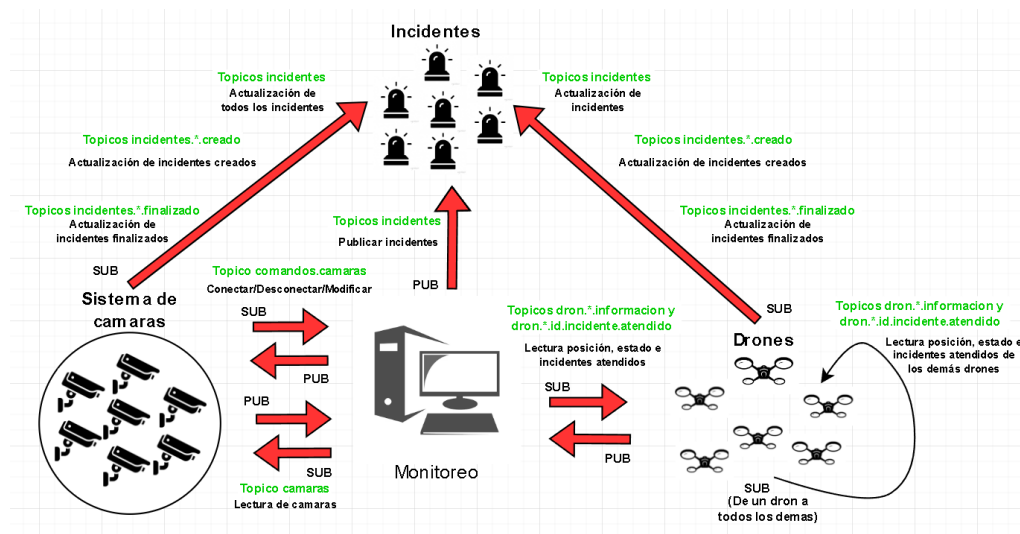 Incidentes
Topicos incidentes
Actualización de
todos los incidentes
Topicos incidentes
Actualización de
incidentes
Topicos incidentes.*.creado
Actualización de incidentes creados
Topicos incidentes.*.creado
Actualización de incidentes creados
Topicos incidentes.*.finalizado
Actualización de
incidentes finalizados
Topicos incidentes
Publicar incidentes
Topicos incidentes.*.finalizado
Actualización de
incidentes finalizados
SUB
Sistema de
camaras
Topico comandos.camaras
Conectar/Desconectar/Modificar
SUB
PUB
PUB
SUB
Topico camaras
Lectura de camaras
PUB
Monitoreo
Topicos dron.*.informacion y
dron.*.id.incidente.atendido
Lectura posición, estado e
incidentes atendidos
SUB
PUB
SUB
Drones
Topicos dron.*.informacion y
dron.*.id.incidente.atendido
Lectura posición, estado e
incidentes atendidos de
los demás drones
SUB
(De un dron a
todos los demas)